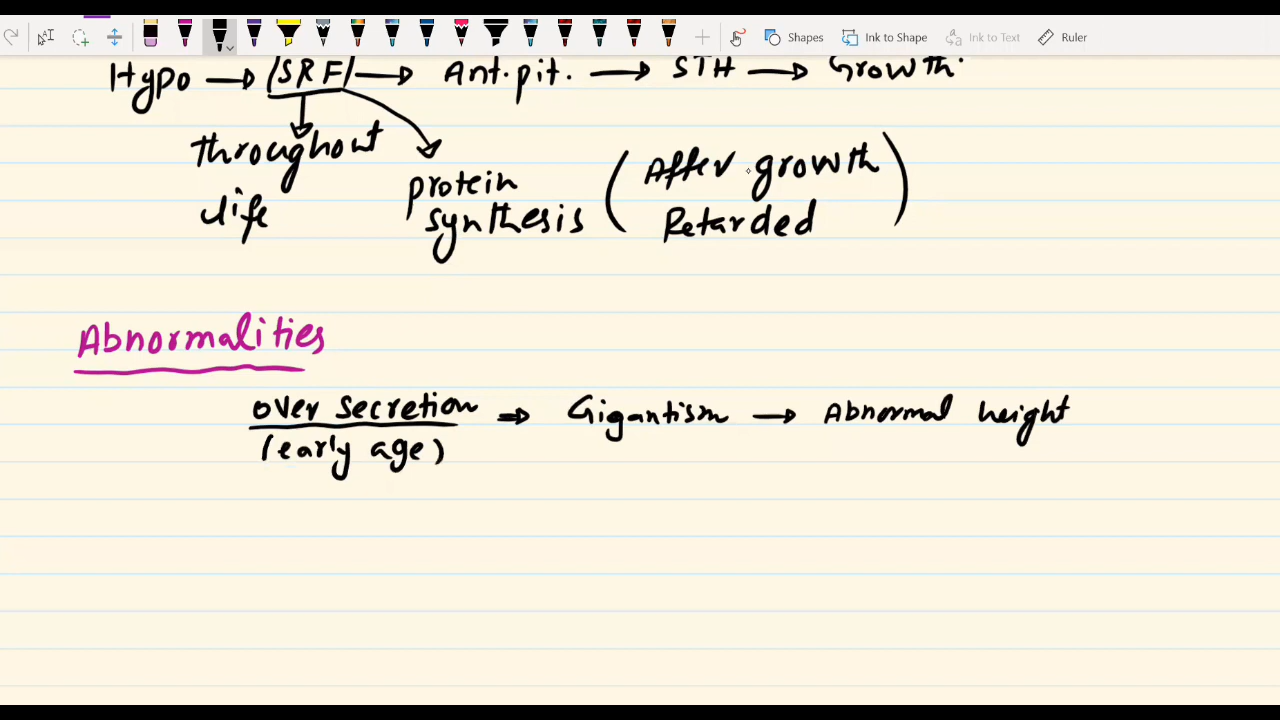 Shapes Ink to Shape Ink to Text Ruler
Hypo → (SRF) → Ant. pit. → STH → Growth.
throughout
life
protein
synthesis
(After growth
Retarded)
Abnormalities
over secretion ⇒ Gigantism → Abnormal height
(early age)